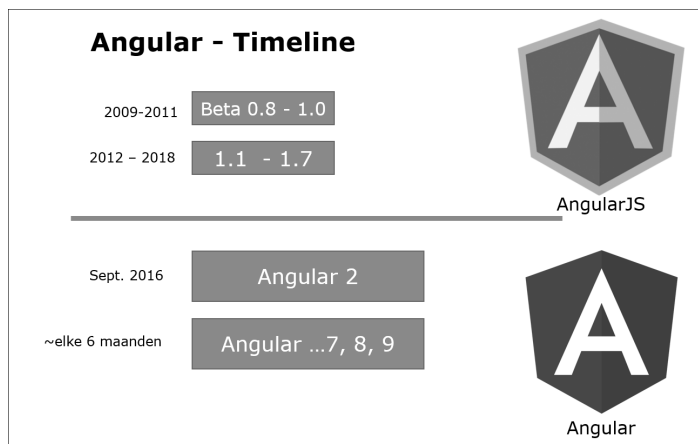 Angular - Timeline
2009-2011
Beta 0.8 - 1.0
2012 – 2018
1.1 - 1.7
AngularJS
Sept. 2016
Angular 2
~elke 6 maanden
Angular ...7, 8, 9
Angular